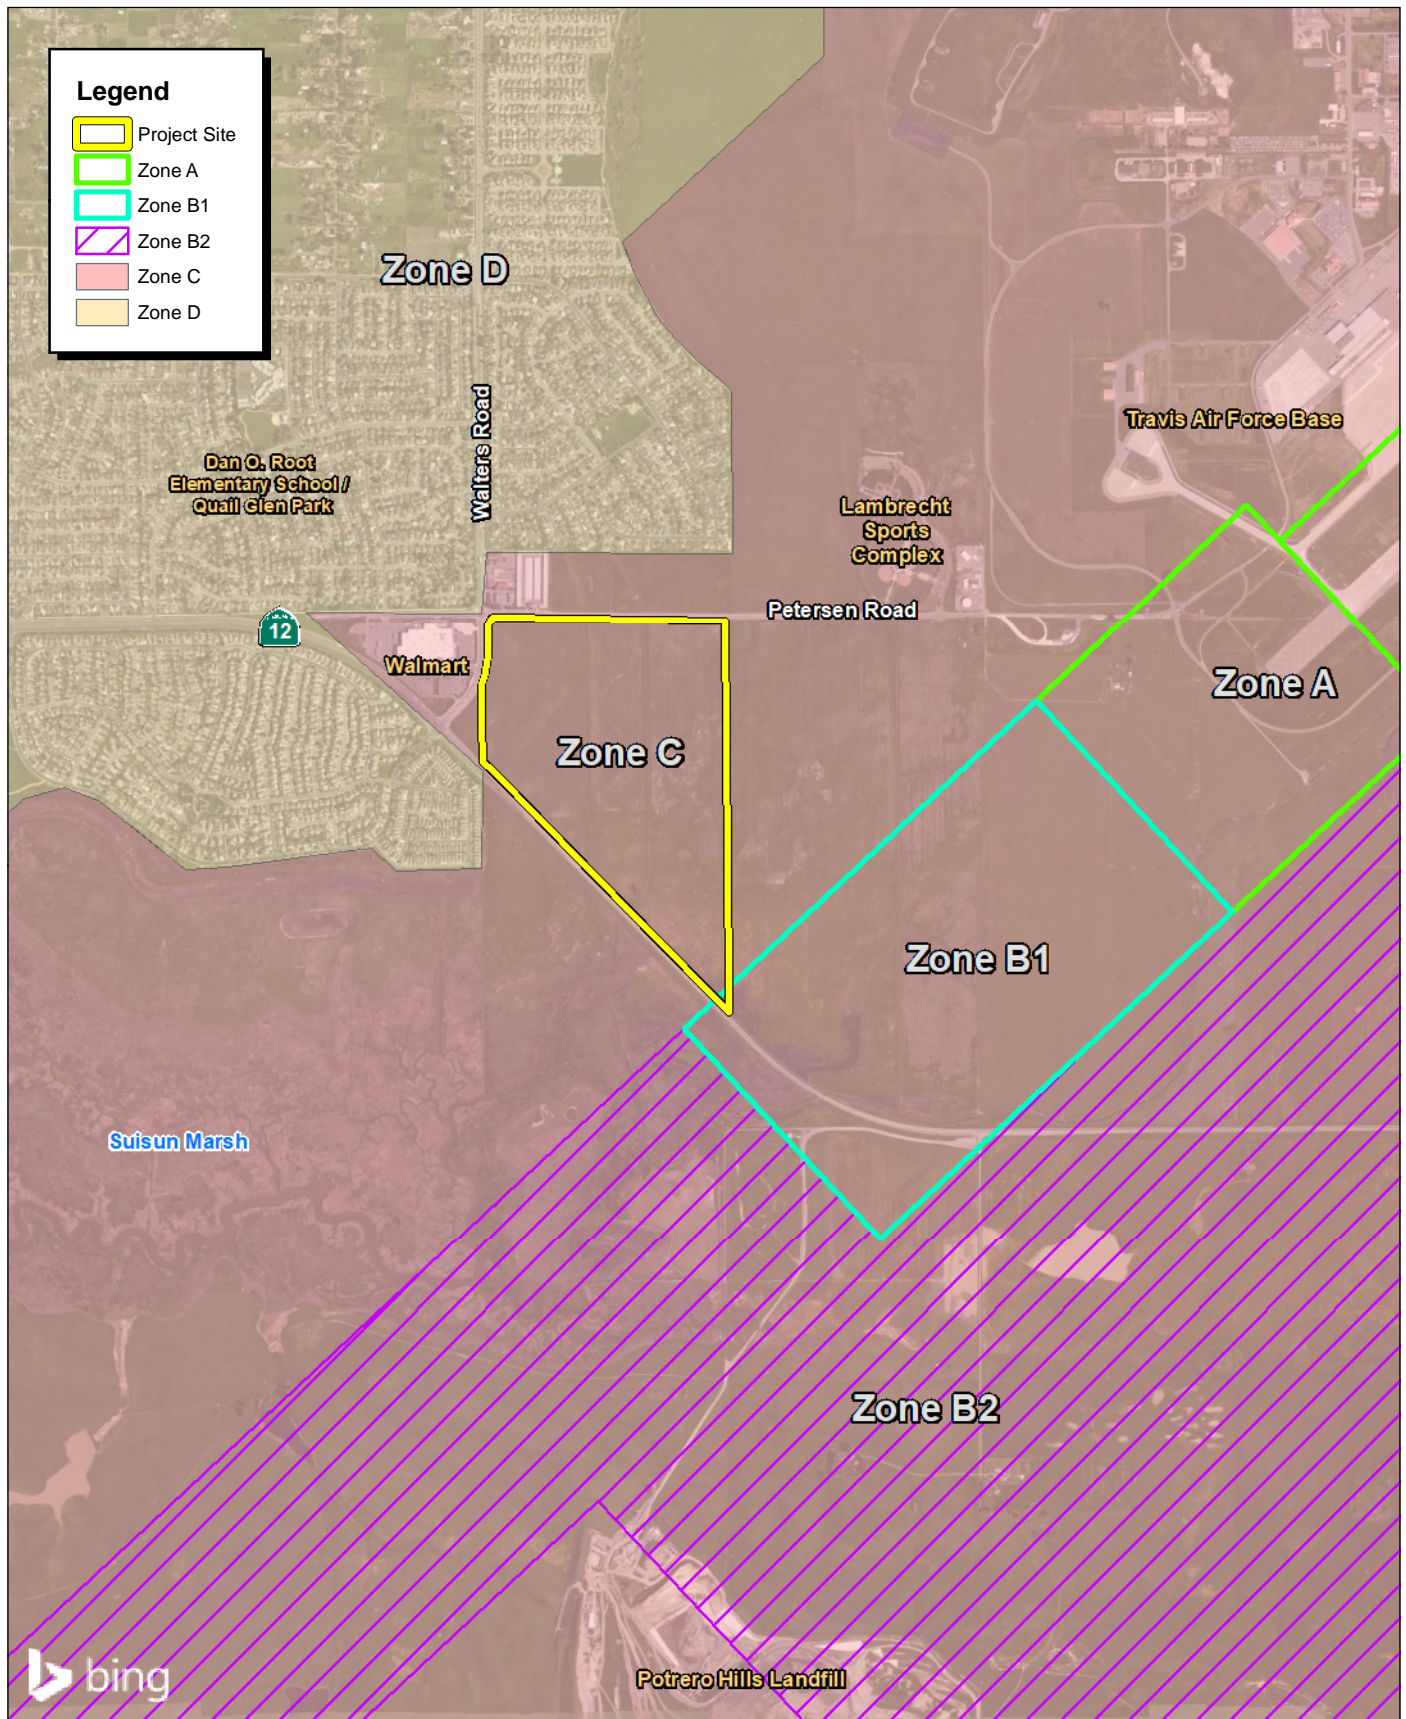 Legend
Project Site
Zone A
Zone B1
Zone B2
Zone C
Zone D
Zone D
Walters Road
Travis Air Force Base
Dan O. Root
Elementary School /
Quail Glen Park
Lambrecht
Sports
Complex
12
Petersen Road
Walmart
Zone A
Zone C
Zone B1
Suisun Marsh
Zone B2
bing
Potrero Hills Landfill